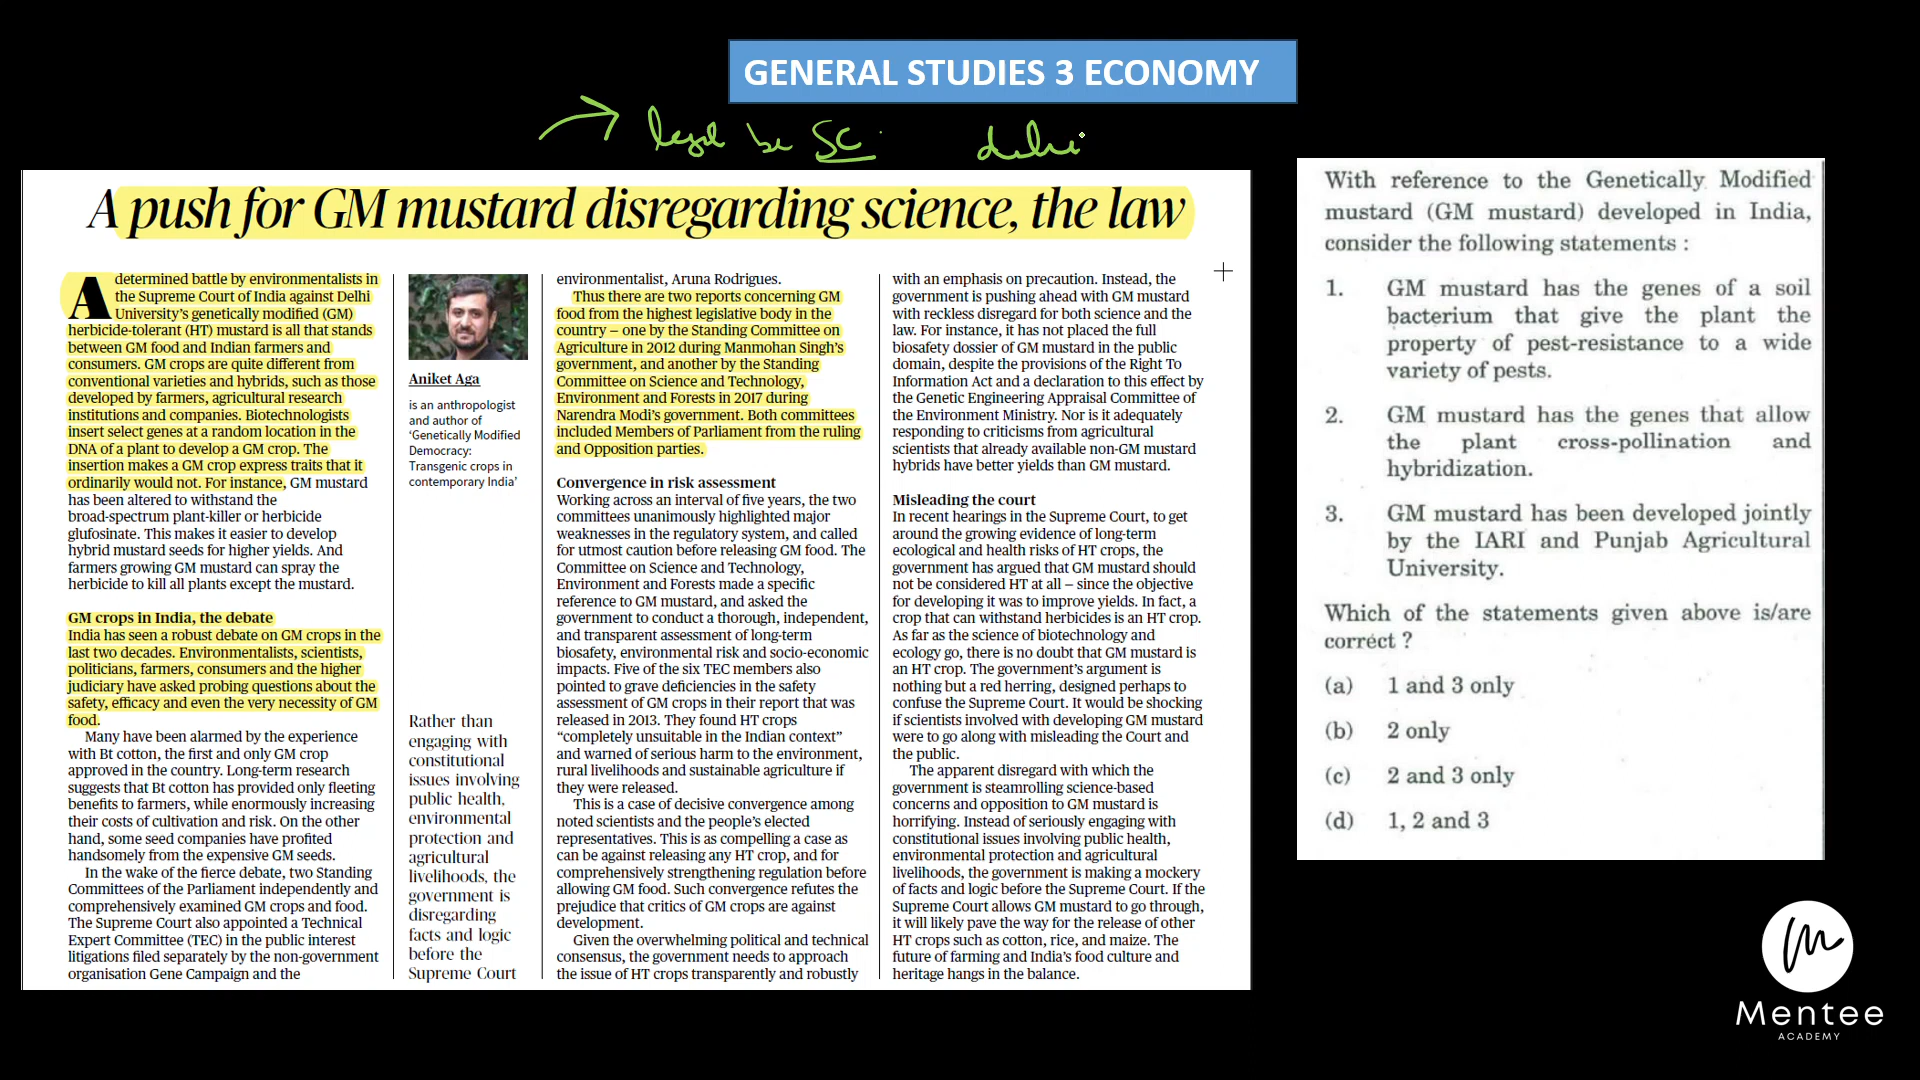 GENERAL STUDIES 3 ECONOMY
legal be SC delhi
A push for GM mustard disregarding science, the law
A determined battle by environmentalists in
the Supreme Court of India against Delhi
University's genetically modified (GM)
herbicide-tolerant (HT) mustard is all that stands
between GM food and Indian farmers and
consumers. GM crops are quite different from
conventional varieties and hybrids, such as those
developed by farmers, agricultural research
institutions and companies. Biotechnologists
insert select genes at a random location in the
DNA of a plant to develop a GM crop. The
insertion makes a GM crop express traits that it
ordinarily would not. For instance, GM mustard
has been altered to withstand the
broad-spectrum plant-killer or herbicide
glufosinate. This makes it easier to develop
hybrid mustard seeds for higher yields. And
farmers growing GM mustard can spray the
herbicide to kill all plants except the mustard.
GM crops in India, the debate
India has seen a robust debate on GM crops in the
last two decades. Environmentalists, scientists,
politicians, farmers, consumers and the higher
judiciary have asked probing questions about the
safety, efficacy and even the very necessity of GM
food.
Many have been alarmed by the experience
with Bt cotton, the first and only GM crop
approved in the country. Long-term research
suggests that Bt cotton has provided only fleeting
benefits to farmers, while enormously increasing
their costs of cultivation and risk. On the other
hand, some seed companies have profited
handsomely from the expensive GM seeds.
In the wake of the fierce debate, two Standing
Committees of the Parliament independently and
comprehensively examined GM crops and food.
The Supreme Court also appointed a Technical
Expert Committee (TEC) in the public interest
litigations filed separately by the non-government
organisation Gene Campaign and the
Aniket Aga
is an anthropologist
and author of
'Genetically Modified
Democracy:
Transgenic crops in
contemporary India'
Rather than
engaging with
constitutional
issues involving
public health,
environmental
protection and
agricultural
livelihoods, the
government is
disregarding
facts and logic
before the
Supreme Court
environmentalist, Aruna Rodrigues.
Thus there are two reports concerning GM
food from the highest legislative body in the
country – one by the Standing Committee on
Agriculture in 2012 during Manmohan Singh's
government, and another by the Standing
Committee on Science and Technology,
Environment and Forests in 2017 during
Narendra Modi's government. Both committees
included Members of Parliament from the ruling
and Opposition parties.
Convergence in risk assessment
Working across an interval of five years, the two
committees unanimously highlighted major
weaknesses in the regulatory system, and called
for utmost caution before releasing GM food. The
Committee on Science and Technology,
Environment and Forests made a specific
reference to GM mustard, and asked the
government to conduct a thorough, independent,
and transparent assessment of long-term
biosafety, environmental risk and socio-economic
impacts. Five of the six TEC members also
pointed to grave deficiencies in the safety
assessment of GM crops in their report that was
released in 2013. They found HT crops
"completely unsuitable in the Indian context"
and warned of serious harm to the environment,
rural livelihoods and sustainable agriculture if
they were released.
This is a case of decisive convergence among
noted scientists and the people's elected
representatives. This is as compelling a case as
can be against releasing any HT crop, and for
comprehensively strengthening regulation before
allowing GM food. Such convergence refutes the
prejudice that critics of GM crops are against
development.
Given the overwhelming political and technical
consensus, the government needs to approach
the issue of HT crops transparently and robustly
with an emphasis on precaution. Instead, the
government is pushing ahead with GM mustard
with reckless disregard for both science and the
law. For instance, it has not placed the full
biosafety dossier of GM mustard in the public
domain, despite the provisions of the Right To
Information Act and a declaration to this effect by
the Genetic Engineering Appraisal Committee of
the Environment Ministry. Nor is it adequately
responding to criticisms from agricultural
scientists that already available non-GM mustard
hybrids have better yields than GM mustard.
Misleading the court
In recent hearings in the Supreme Court, to get
around the growing evidence of long-term
ecological and health risks of HT crops, the
government has argued that GM mustard should
not be considered HT at all – since the objective
for developing it was to improve yields. In fact, a
crop that can withstand herbicides is an HT crop.
As far as the science of biotechnology and
ecology go, there is no doubt that GM mustard is
an HT crop. The government's argument is
nothing but a red herring, designed perhaps to
confuse the Supreme Court. It would be shocking
if scientists involved with developing GM mustard
were to go along with misleading the Court and
the public.
The apparent disregard with which the
government is steamrolling science-based
concerns and opposition to GM mustard is
horrifying. Instead of seriously engaging with
constitutional issues involving public health,
environmental protection and agricultural
livelihoods, the government is making a mockery
of facts and logic before the Supreme Court. If the
Supreme Court allows GM mustard to go through,
it will likely pave the way for the release of other
HT crops such as cotton, rice, and maize. The
future of farming and India's food culture and
heritage hangs in the balance.
With reference to the Genetically Modified
mustard (GM mustard) developed in India,
consider the following statements :
1. GM mustard has the genes of a soil
bacterium that give the plant the
property of pest-resistance to a wide
variety of pests.
2. GM mustard has the genes that allow
the plant cross-pollination and
hybridization.
3. GM mustard has been developed jointly
by the IARI and Punjab Agricultural
University.
Which of the statements given above is/are
correct ?
(a) 1 and 3 only
(b) 2 only
(c) 2 and 3 only
(d) 1, 2 and 3
Mentee
ACADEMY